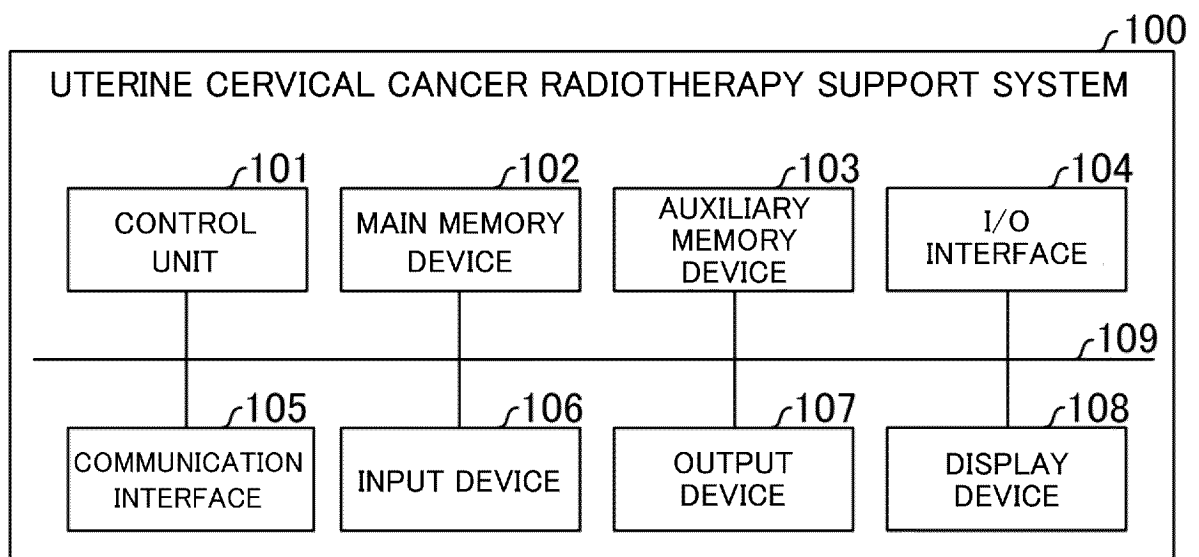 100
UTERINE CERVICAL CANCER RADIOTHERAPY SUPPORT SYSTEM
101
CONTROL
UNIT
102
MAIN MEMORY
DEVICE
103
AUXILIARY
MEMORY
DEVICE
104
I/O
INTERFACE
109
105
COMMUNICATION
INTERFACE
106
INPUT DEVICE
107
OUTPUT
DEVICE
108
DISPLAY
DEVICE